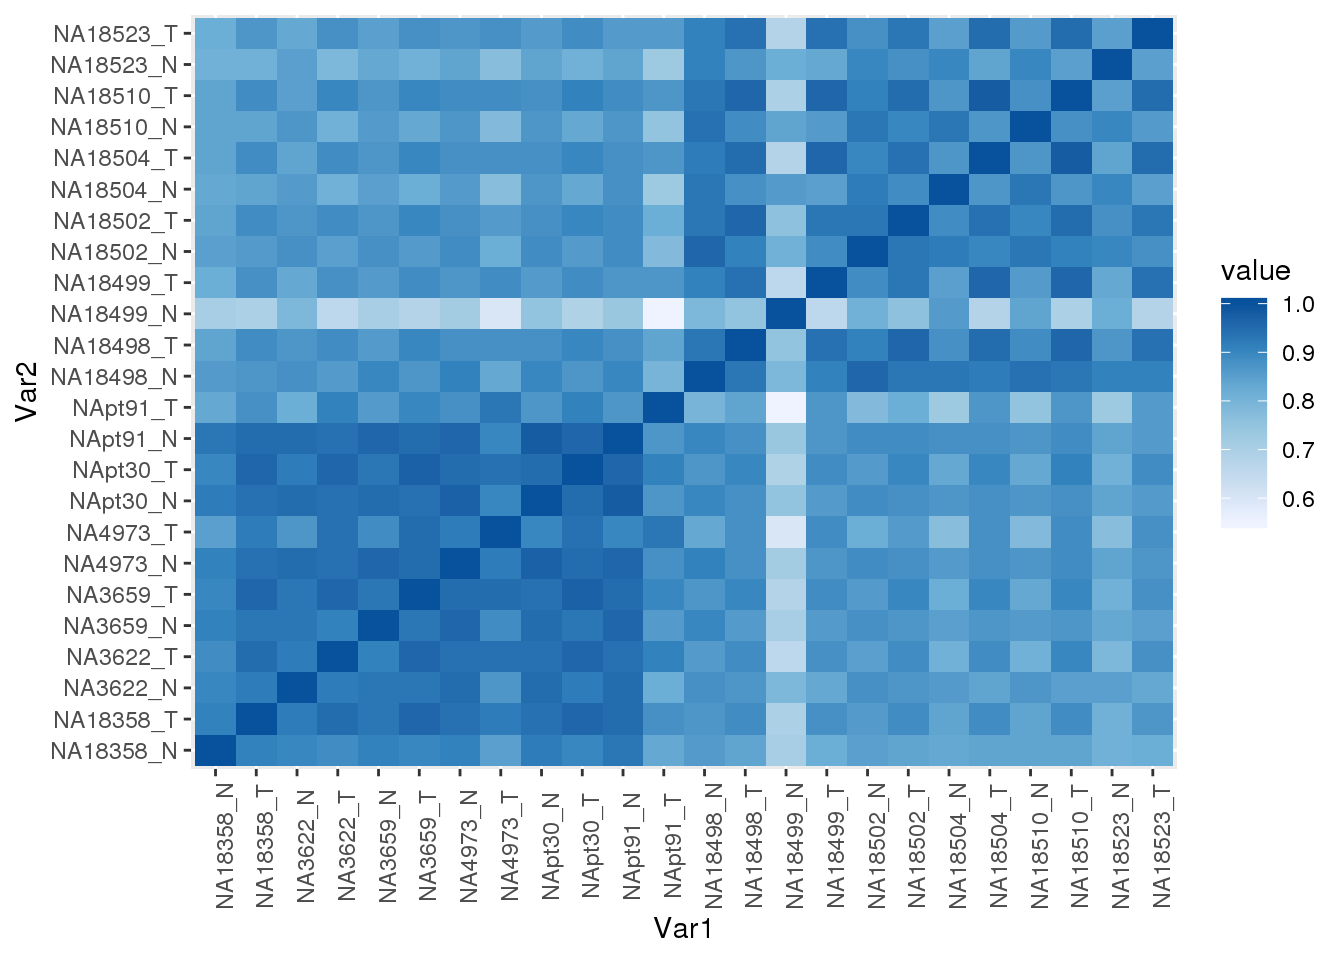 NA18523_T
NA18523_N
NA18510_T
NA18510_N
NA18504_T
NA18504_N
NA18502_T
NA18502_N
NA18499_T
NA18499_N
NA18498_T
NA18498_N
NApt91_T
NApt91_N
NApt30_T
NApt30_N
NA4973_T
NA4973_N
NA3659_T
NA3659_N
NA3622_T
NA3622_N
NA18358_T
NA18358_N
Var2
NA18358_N
NA18358_T
NA3622_N
NA3622_T
NA3659_N
NA3659_T
NA4973_N
NA4973_T
NApt30_N
NApt30_T
NApt91_N
NApt91_T
NA18498_N
NA18498_T
NA18499_N
NA18499_T
NA18502_N
NA18502_T
NA18504_N
NA18504_T
NA18510_N
NA18510_T
NA18523_N
NA18523_T
Var1
value
1.0
0.9
0.8
0.7
0.6